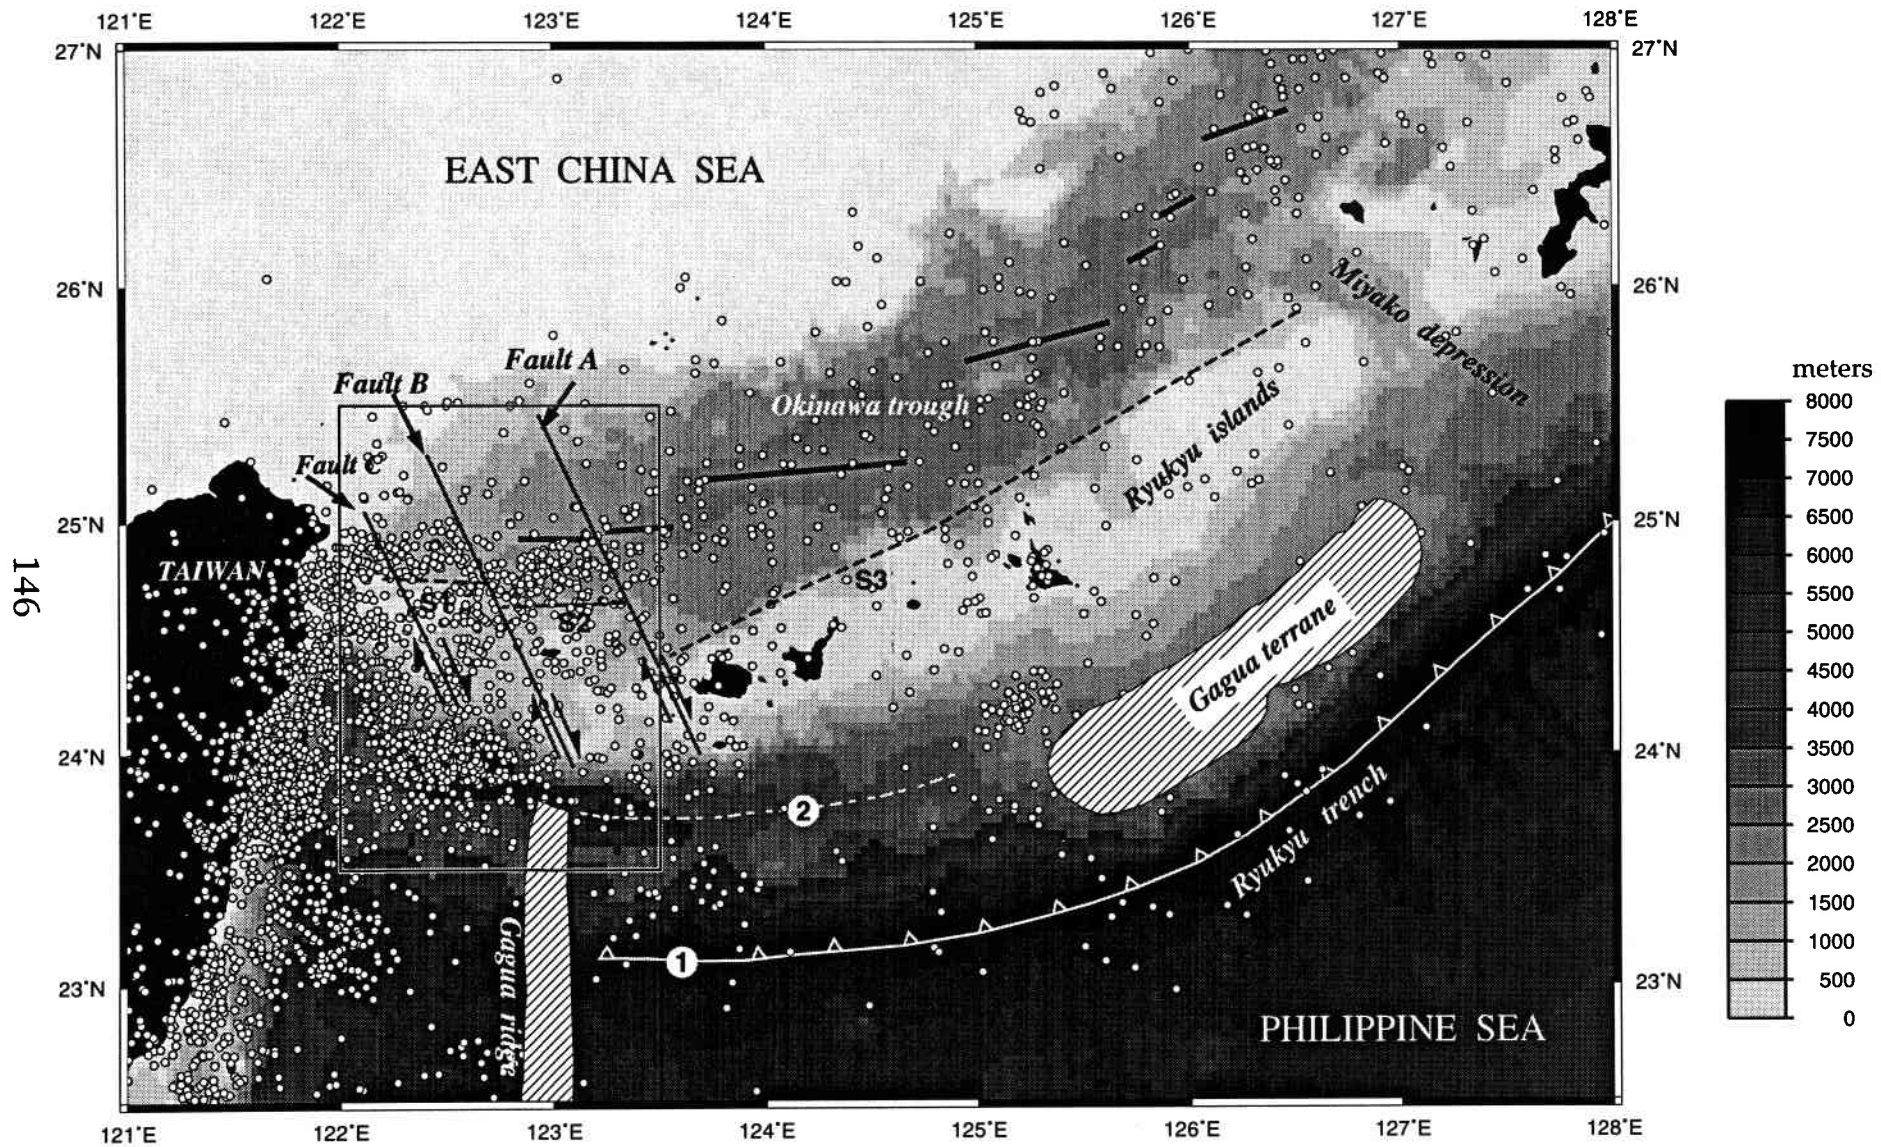 121°E 122°E 123°E 124°E 125°E 126°E 127°E 128°E
27°N 27°N
EAST CHINA SEA
26°N 26°N
Miyako depression
Fault A
Fault B
Okinawa trough
Ryukyu islands
meters
8000
7500
7000
6500
6000
5500
5000
4500
4000
3500
3000
2500
2000
1500
1000
500
0
Fault C
25°N 25°N
TAIWAN
S1
S2
S3
146
Gagua terrane
24°N 24°N
2
Ryukyu trench
Gagua ridge
1
23°N 23°N
PHILIPPINE SEA
121°E 122°E 123°E 124°E 125°E 126°E 127°E 128°E